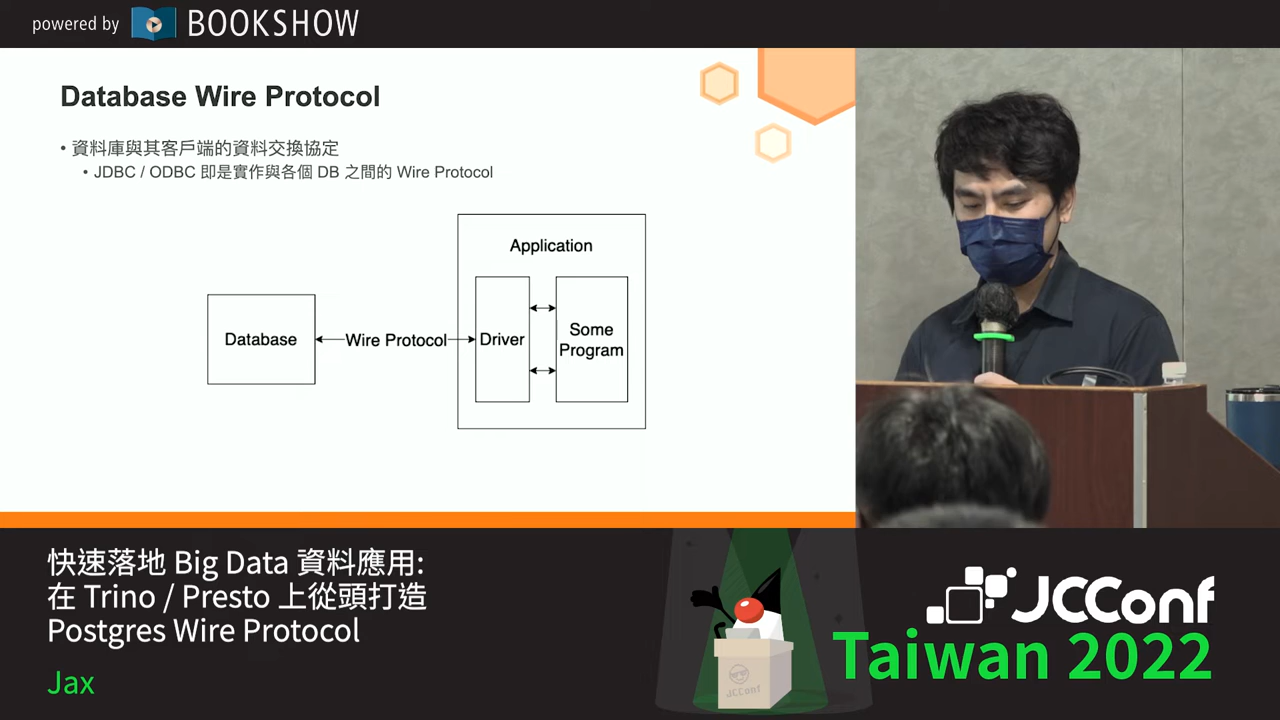 powered by BOOKSHOW
Database Wire Protocol
• 資料庫與其客戶端的資料交換協定
• JDBC / ODBC 即是實作與各個 DB 之間的 Wire Protocol
Application
Database
Wire Protocol
Driver
Some
Program
快速落地 Big Data 資料應用:
在 Trino / Presto 上從頭打造
Postgres Wire Protocol
Jax
JCConf
JCConf
Taiwan 2022